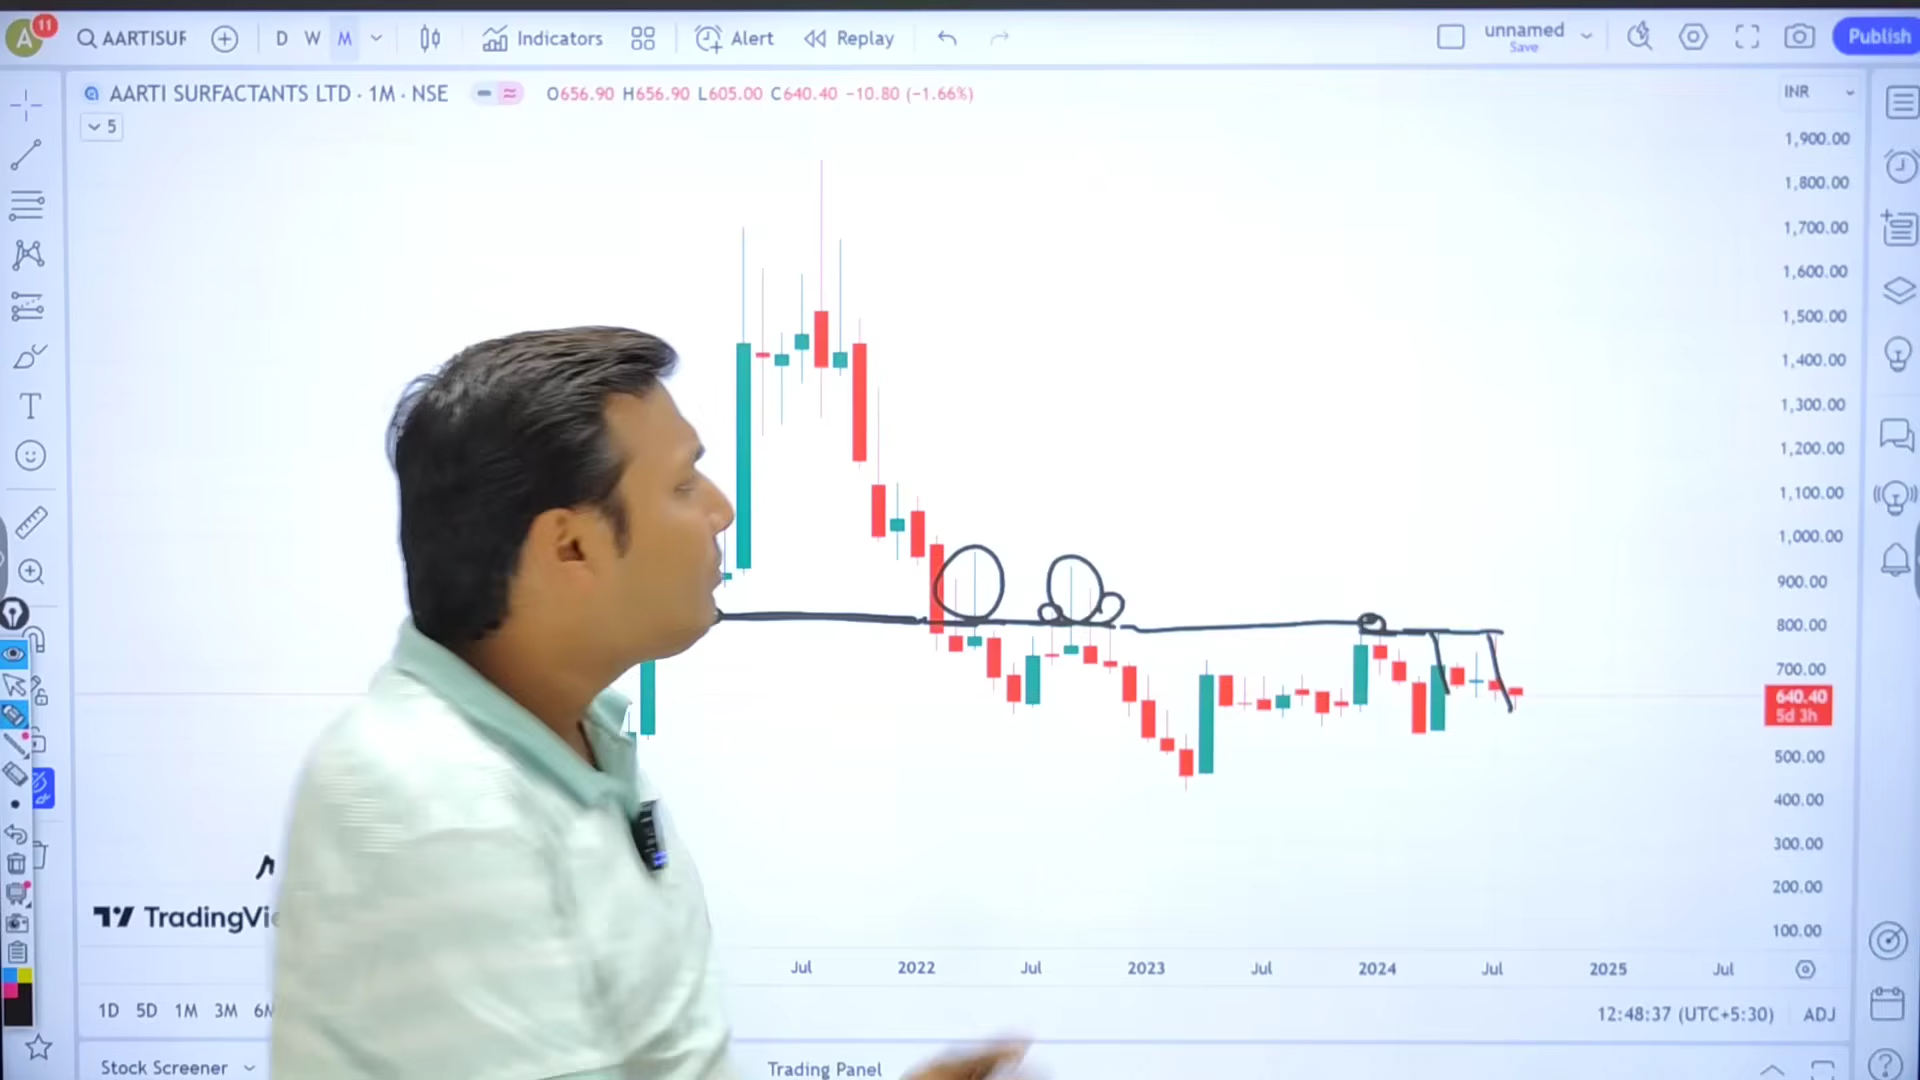 A 11 AARTISUF D W M Indicators Alert Replay unnamed Save Publish
AARTI SURFACTANTS LTD · 1M · NSE O656.90 H656.90 L605.00 C640.40 −10.80 (−1.66%) INR
5
1,900.00
1,800.00
1,700.00
1,600.00
1,500.00
1,400.00
1,300.00
1,200.00
1,100.00
1,000.00
900.00
800.00
700.00
640.40
5d 3h
500.00
400.00
300.00
200.00
100.00
TradingVie
Jul 2022 Jul 2023 Jul 2024 Jul 2025 Jul
1D 5D 1M 3M 6M 12:48:37 (UTC+5:30) ADJ
Stock Screener Trading Panel